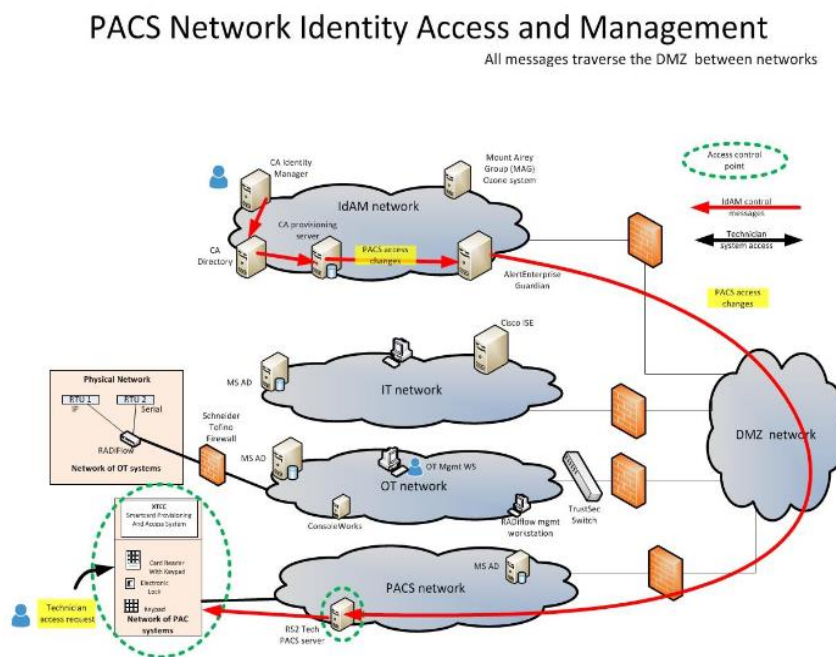 PACS Network Identity Access and Management
All messages traverse the DMZ between networks
CA Identity
Manager
Mount Airey
Group (MAG)
Ozone system
IdAM network
CA provisioning
server
CA
Directory
PACS access
changes
AlertEnterprise
Guardian
Access control
point
IdAM control
messages
Technician
system access
PACS access
changes
Cisco ISE
MS AD
IT network
DMZ network
Physical Network
RTU 1
RTU 2
IP
Serial
RADiFlow
Network of OT systems
Schneider
Tofino
Firewall
MS AD
OT Mgmt WS
OT network
ConsoleWorks
RADiflow mgmt
workstation
TrustSec
Switch
XTEC
Smartcard Provisioning
And Access System
Card Reader
With Keypad
Electronic
Lock
Keypad
Network of PAC
systems
Technician
access request
PACS network
MS AD
RS2 Tech
PACS server